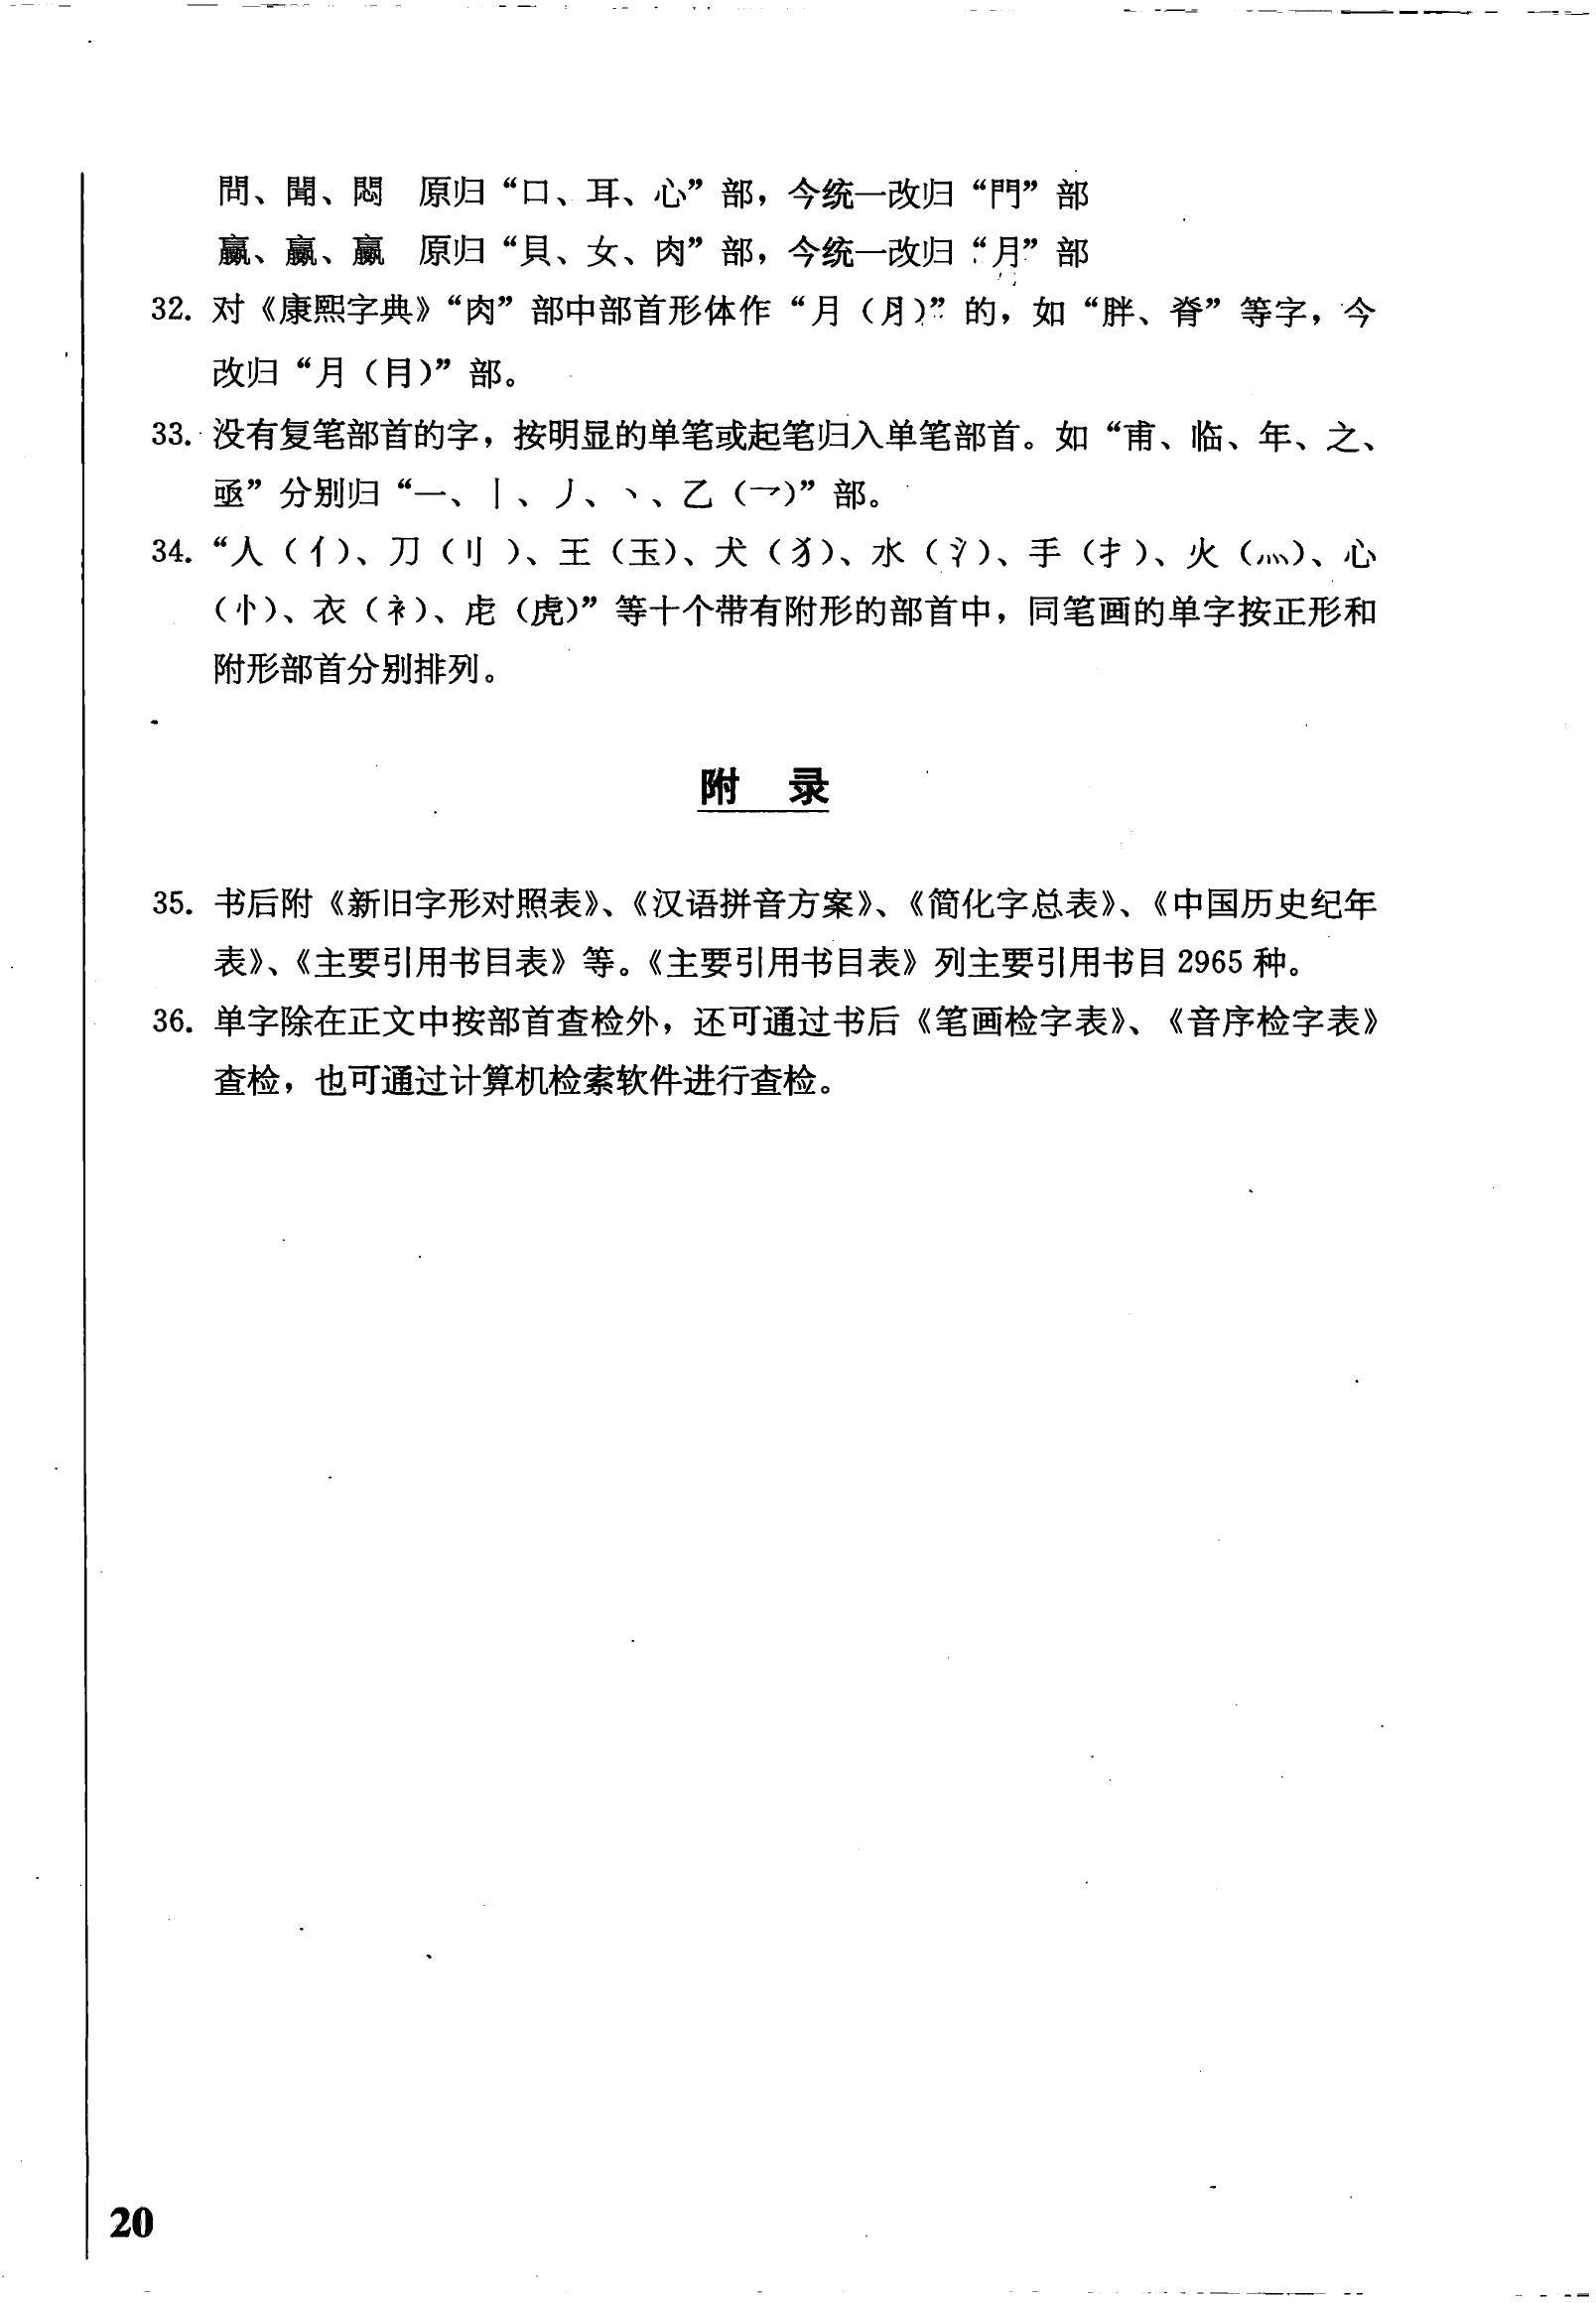 問、聞、悶　原归“口、耳、心”部，今统一改归“門”部
赢、嬴、羸　原归“貝、女、肉”部，今统一改归“月”部
32. 对《康熙字典》“肉”部中部首形体作“月（⺼）”的，如“胖、脊”等字，今
改归“月（⺝）”部。
33. 没有复笔部首的字，按明显的单笔或起笔归入单笔部首。如“甫、临、年、之、
亟”分别归“一、丨、丿、丶、乙（乛）”部。
34. “人（亻）、刀（刂）、王（玉）、犬（犭）、水（氵）、手（扌）、火（灬）、心
（忄）、衣（衤）、虍（虎）”等十个带有附形的部首中，同笔画的单字按正形和
附形部首分别排列。
附　录
35. 书后附《新旧字形对照表》、《汉语拼音方案》、《简化字总表》、《中国历史纪年
表》、《主要引用书目表》等。《主要引用书目表》列主要引用书目 2965 种。
36. 单字除在正文中按部首查检外，还可通过书后《笔画检字表》、《音序检字表》
查检，也可通过计算机检索软件进行查检。
20